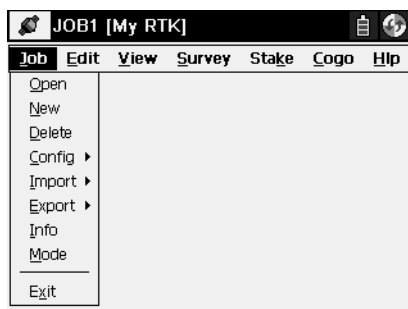 JOB1 [My RTK]
Job Edit View Survey Stake Cogo Hlp
Open
New
Delete
Config
Import
Export
Info
Mode
Exit